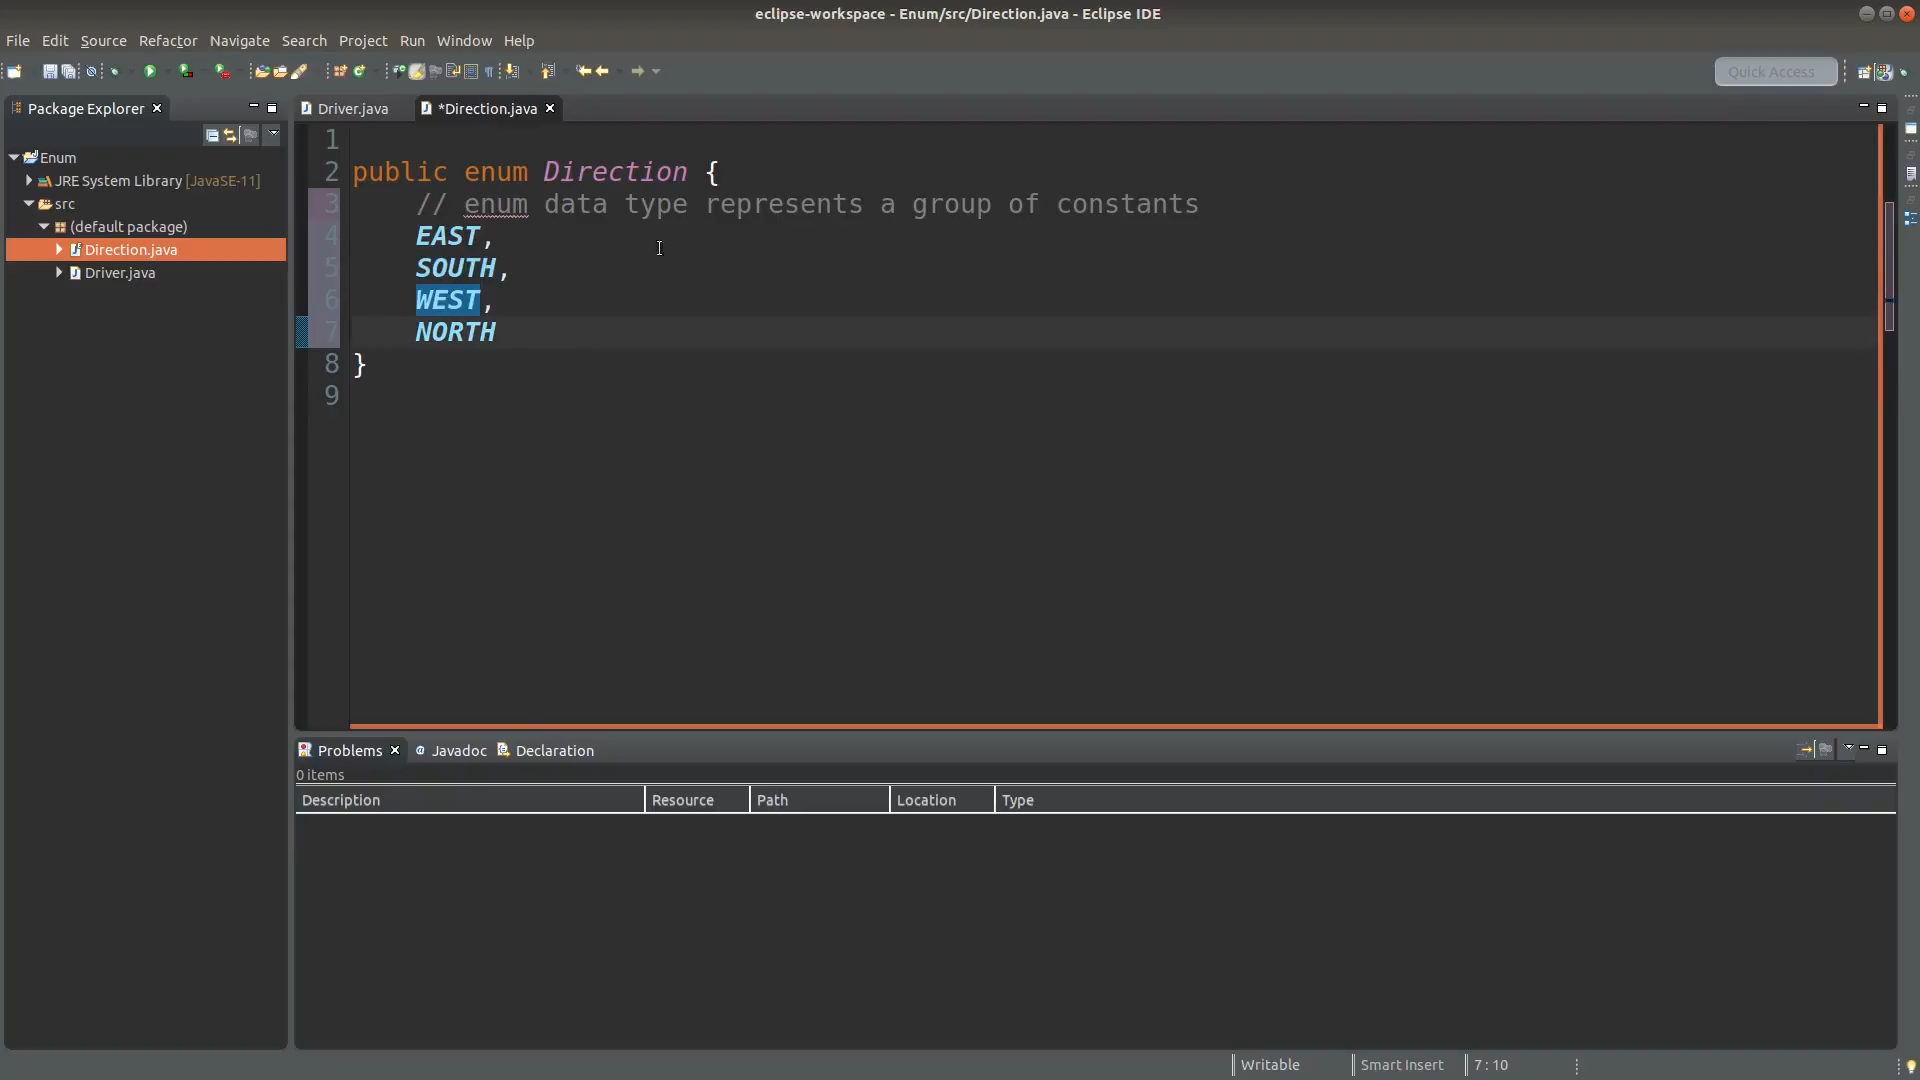 eclipse-workspace - Enum/src/Direction.java - Eclipse IDE
File Edit Source Refactor Navigate Search Project Run Window Help
Quick Access
Package Explorer
Driver.java *Direction.java
Enum
JRE System Library [JavaSE-11]
src
(default package)
Direction.java
Driver.java
1
2 public enum Direction {
3 // enum data type represents a group of constants
4 EAST,
5 SOUTH,
6 WEST,
7 NORTH
8 }
9
Problems Javadoc Declaration
0 items
Description Resource Path Location Type
Writable Smart Insert 7 : 10